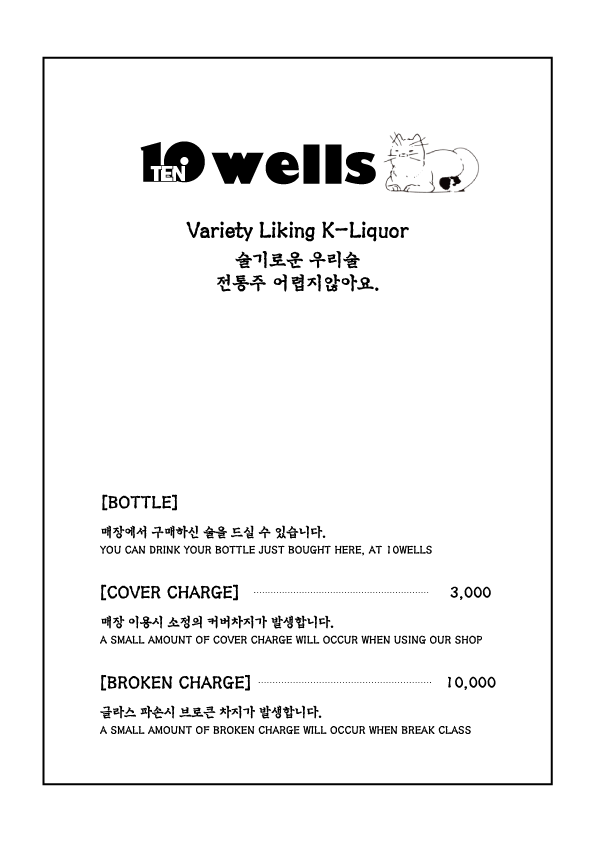 10 TEN wells
Variety Liking K-Liquor
슬기로운 우리술
전통주 어렵지않아요.
[BOTTLE]
매장에서 구매하신 술을 드실 수 있습니다.
YOU CAN DRINK YOUR BOTTLE JUST BOUGHT HERE, AT 10WELLS
[COVER CHARGE] 3,000
매장 이용시 소정의 커버차지가 발생합니다.
A SMALL AMOUNT OF COVER CHARGE WILL OCCUR WHEN USING OUR SHOP
[BROKEN CHARGE] 10,000
글라스 파손시 브로큰 차지가 발생합니다.
A SMALL AMOUNT OF BROKEN CHARGE WILL OCCUR WHEN BREAK CLASS